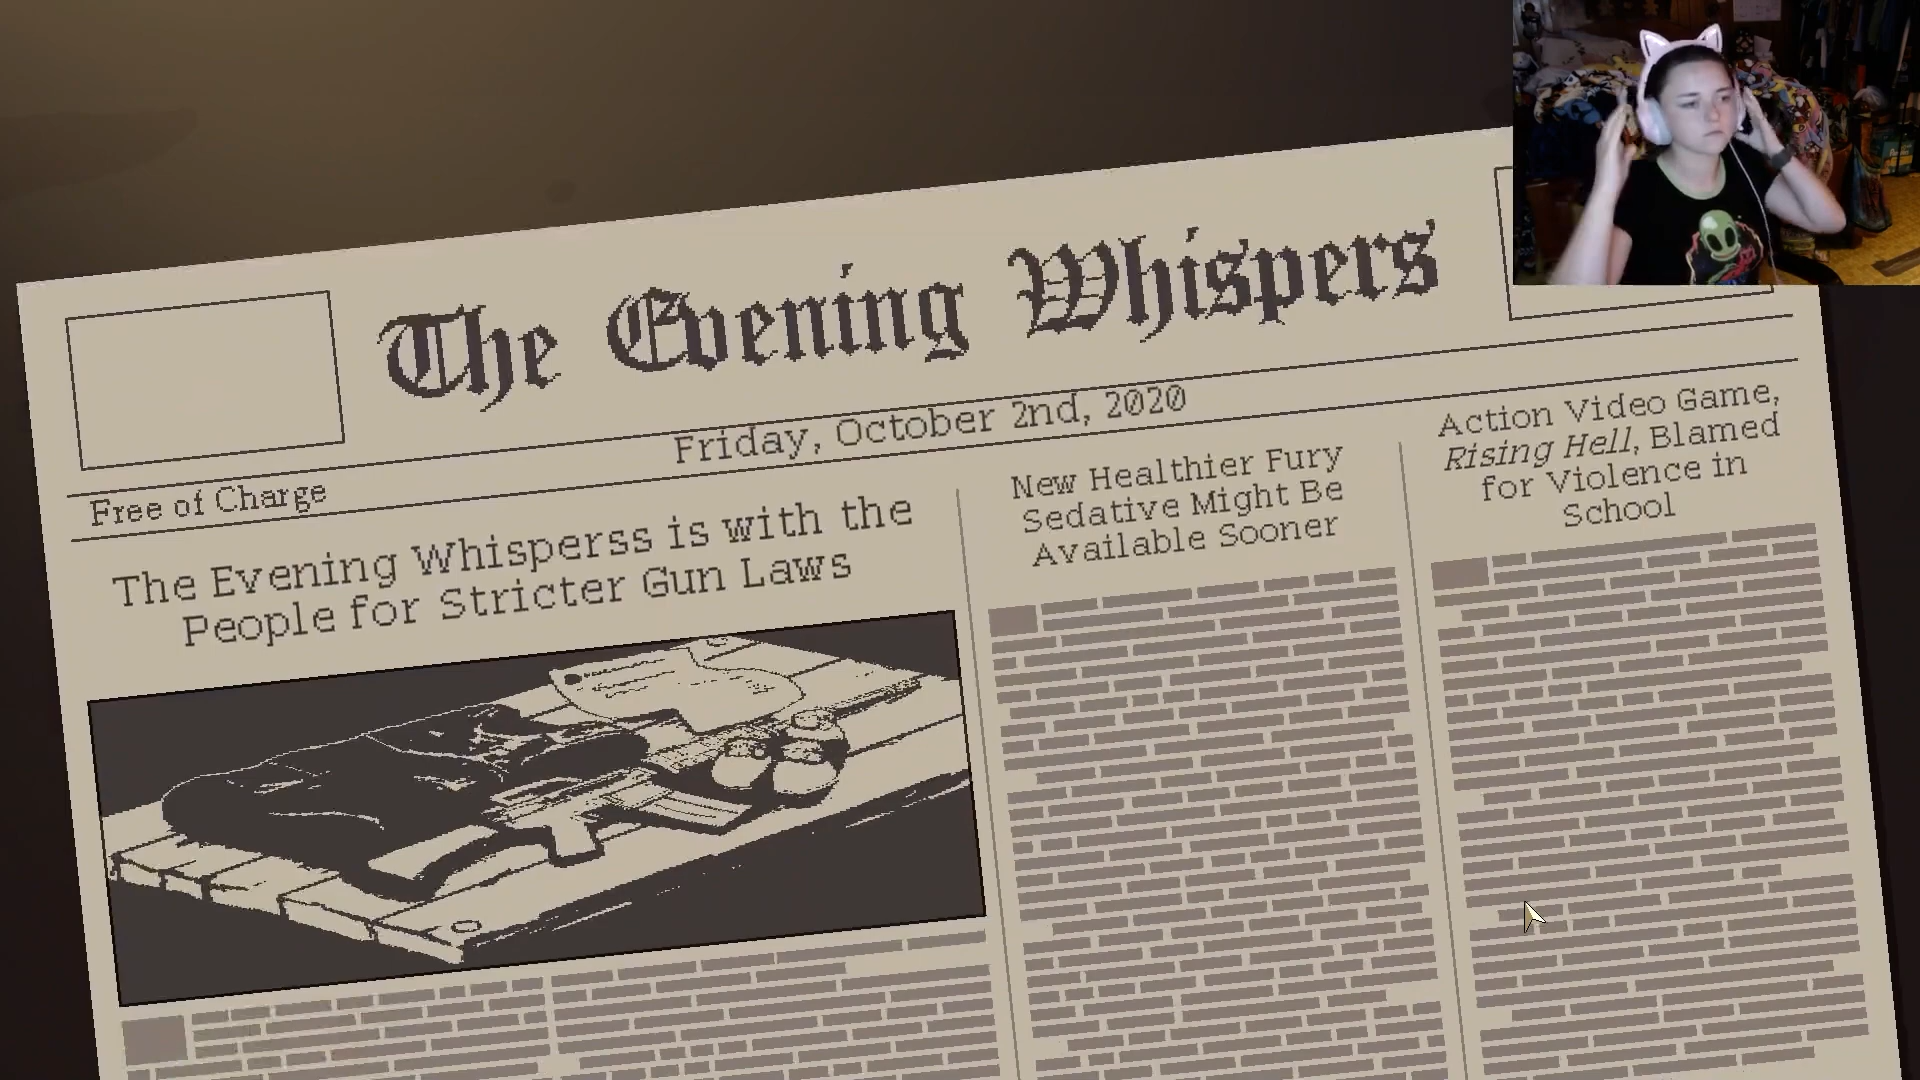 The Evening Whispers
Friday, October 2nd, 2020
Free of Charge
The Evening Whisperss is with the
People for Stricter Gun Laws
New Healthier Fury
Sedative Might Be
Available Sooner
Action Video Game,
Rising Hell, Blamed
for Violence in
School